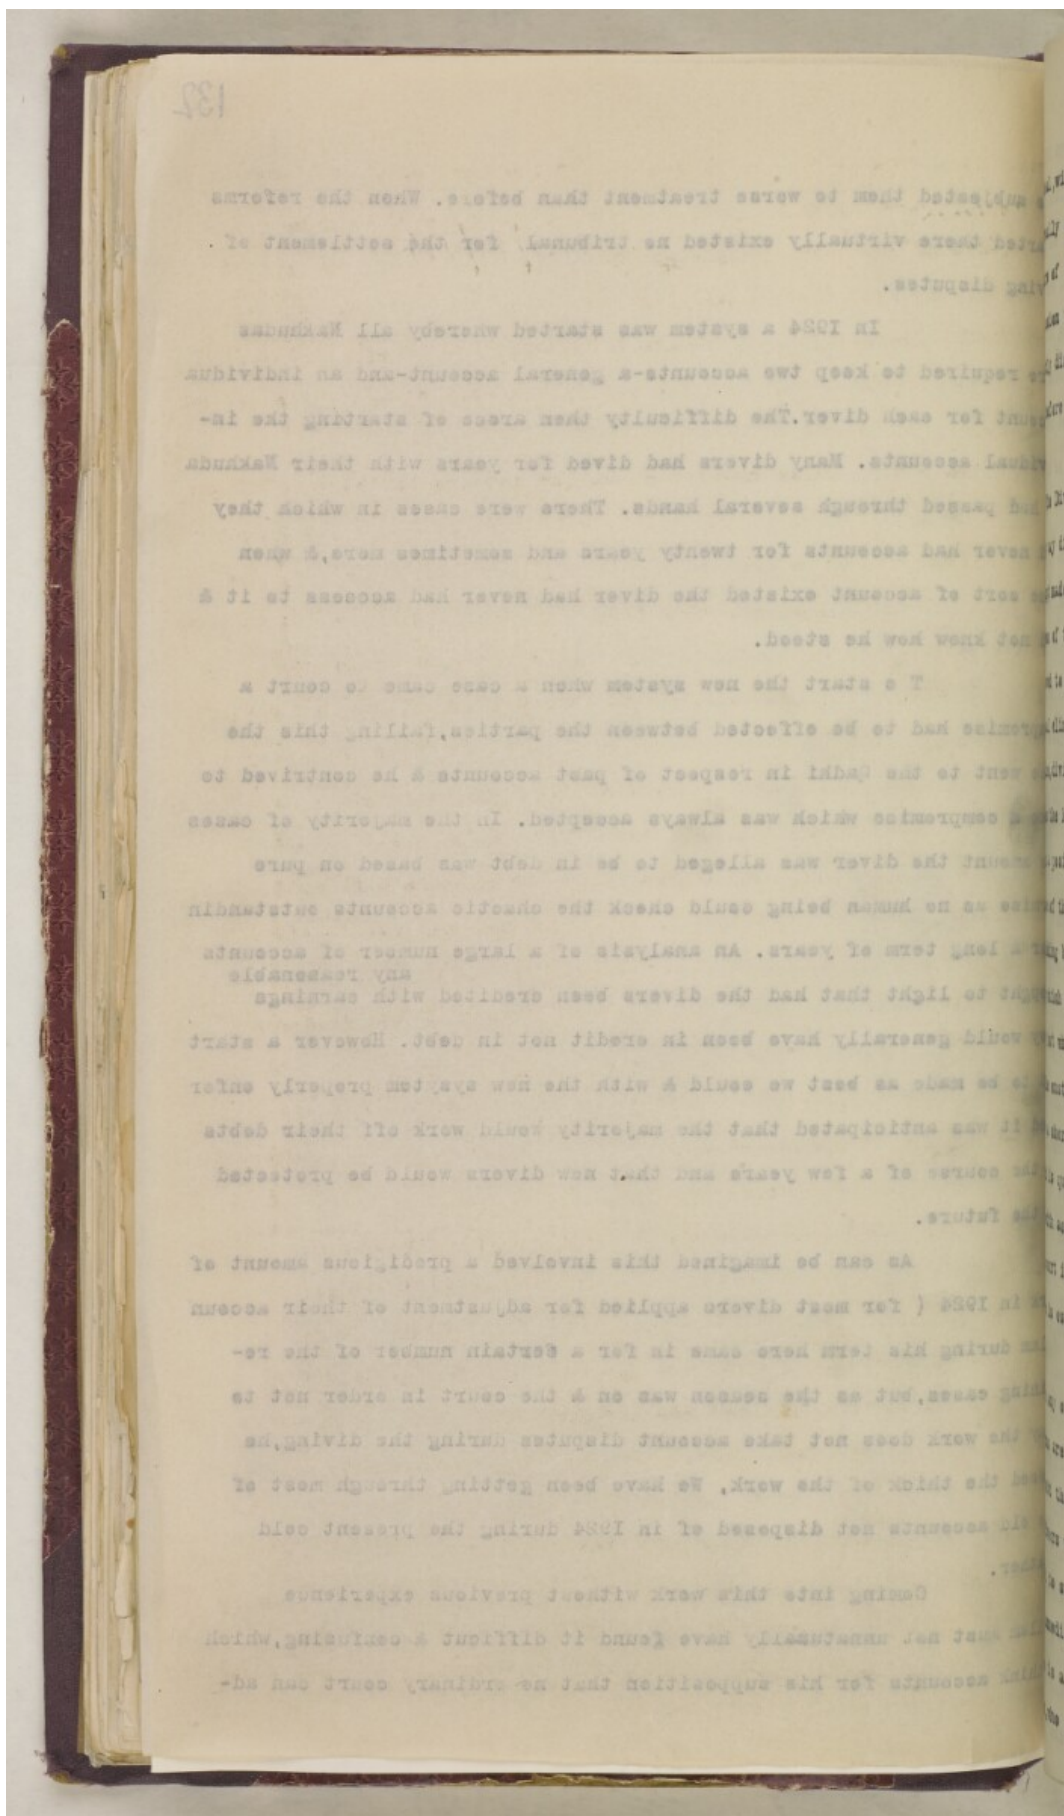 132
subjected them to worse treatment than before. When the reforms
there virtually existed no tribunal for the settlement of
disputes.
In 1924 a system was started whereby all Nakhudas
required to keep two accounts-a general account-and an individua
for each diver.The difficulty then arose of starting the in-
accounts. Many divers had dived for years with their Nakhuda
had passed through several hands. There were cases in which they
never had accounts for twenty years and sometimes more,& when
sort of account existed the diver had never had access to it &
not know how he stood.
T o start the new system when a case came to court a
had to be effected between the parties,failing this the
went to the Qadhi in respect of past accounts & he contrived to
a compromise which was always accepted. In the majority of cases
amount the diver was alleged to be in debt was based on pure
as no human being could check the chaotic accounts outstandin
a long term of years. An analysis of a large number of accounts
any reasonable
to light that had the divers been credited with earnings
would generally have been in credit not in debt. However a start
to be made as best we could & with the new sysytem properly enfor
it was anticipated that the majority would work off their debts
the course of a few years and that new divers would be protected
the future.
As can be imagined this involved a prodigious amount of
in 1924 ( for most divers applied for adjustment of their accoun
during his term here came in for a certain number of the re-
cases,but as the season was on & the court in order not to
the work does not take account disputes during the diving,he
the thick of the work, We have been getting through most of
old accounts not disposed of in 1924 during the present cold
Coming into this work without previous experience
must not unnaturally have found it difficult & confusing,which
accounts for his supposition that no ordinary court can ad-